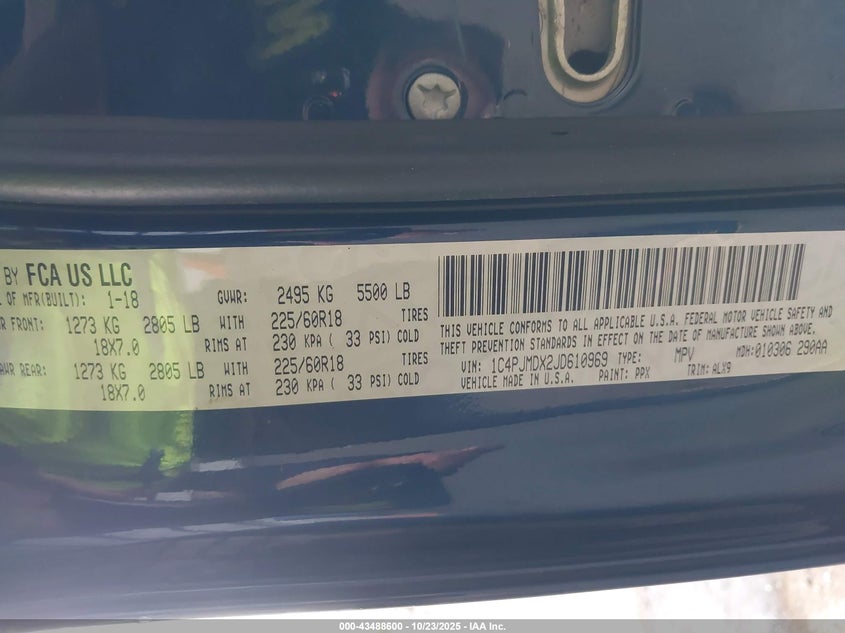 BY FCA US LLC
OF MFR(BUILT): 1-18
GVWR: 2495 KG 5500 LB
FRONT: 1273 KG 2805 LB WITH 225/60R18 TIRES
18X7.0 RIMS AT 230 KPA ( 33 PSI) COLD
REAR: 1273 KG 2805 LB WITH 225/60R18 TIRES
18X7.0 RIMS AT 230 KPA ( 33 PSI) COLD
THIS VEHICLE CONFORMS TO ALL APPLICABLE U.S.A. FEDERAL MOTOR VEHICLE SAFETY AND
THEFT PREVENTION STANDARDS IN EFFECT ON THE DATE OF MANUFACTURE SHOWN ABOVE.
VIN: 1C4PJMDX2JD610969 TYPE: MPV MDH:010306 290AA
VEHICLE MADE IN U.S.A. PAINT: PPX TRIM: ALX9
000-43488600 - 10/23/2025 - IAA Inc.